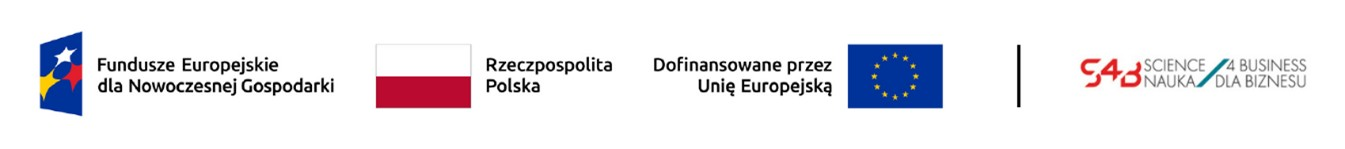 Fundusze Europejskie
dla Nowoczesnej Gospodarki
Rzeczpospolita
Polska
Dofinansowane przez
Unię Europejską
S4B SCIENCE 4 BUSINESS
NAUKA DLA BIZNESU